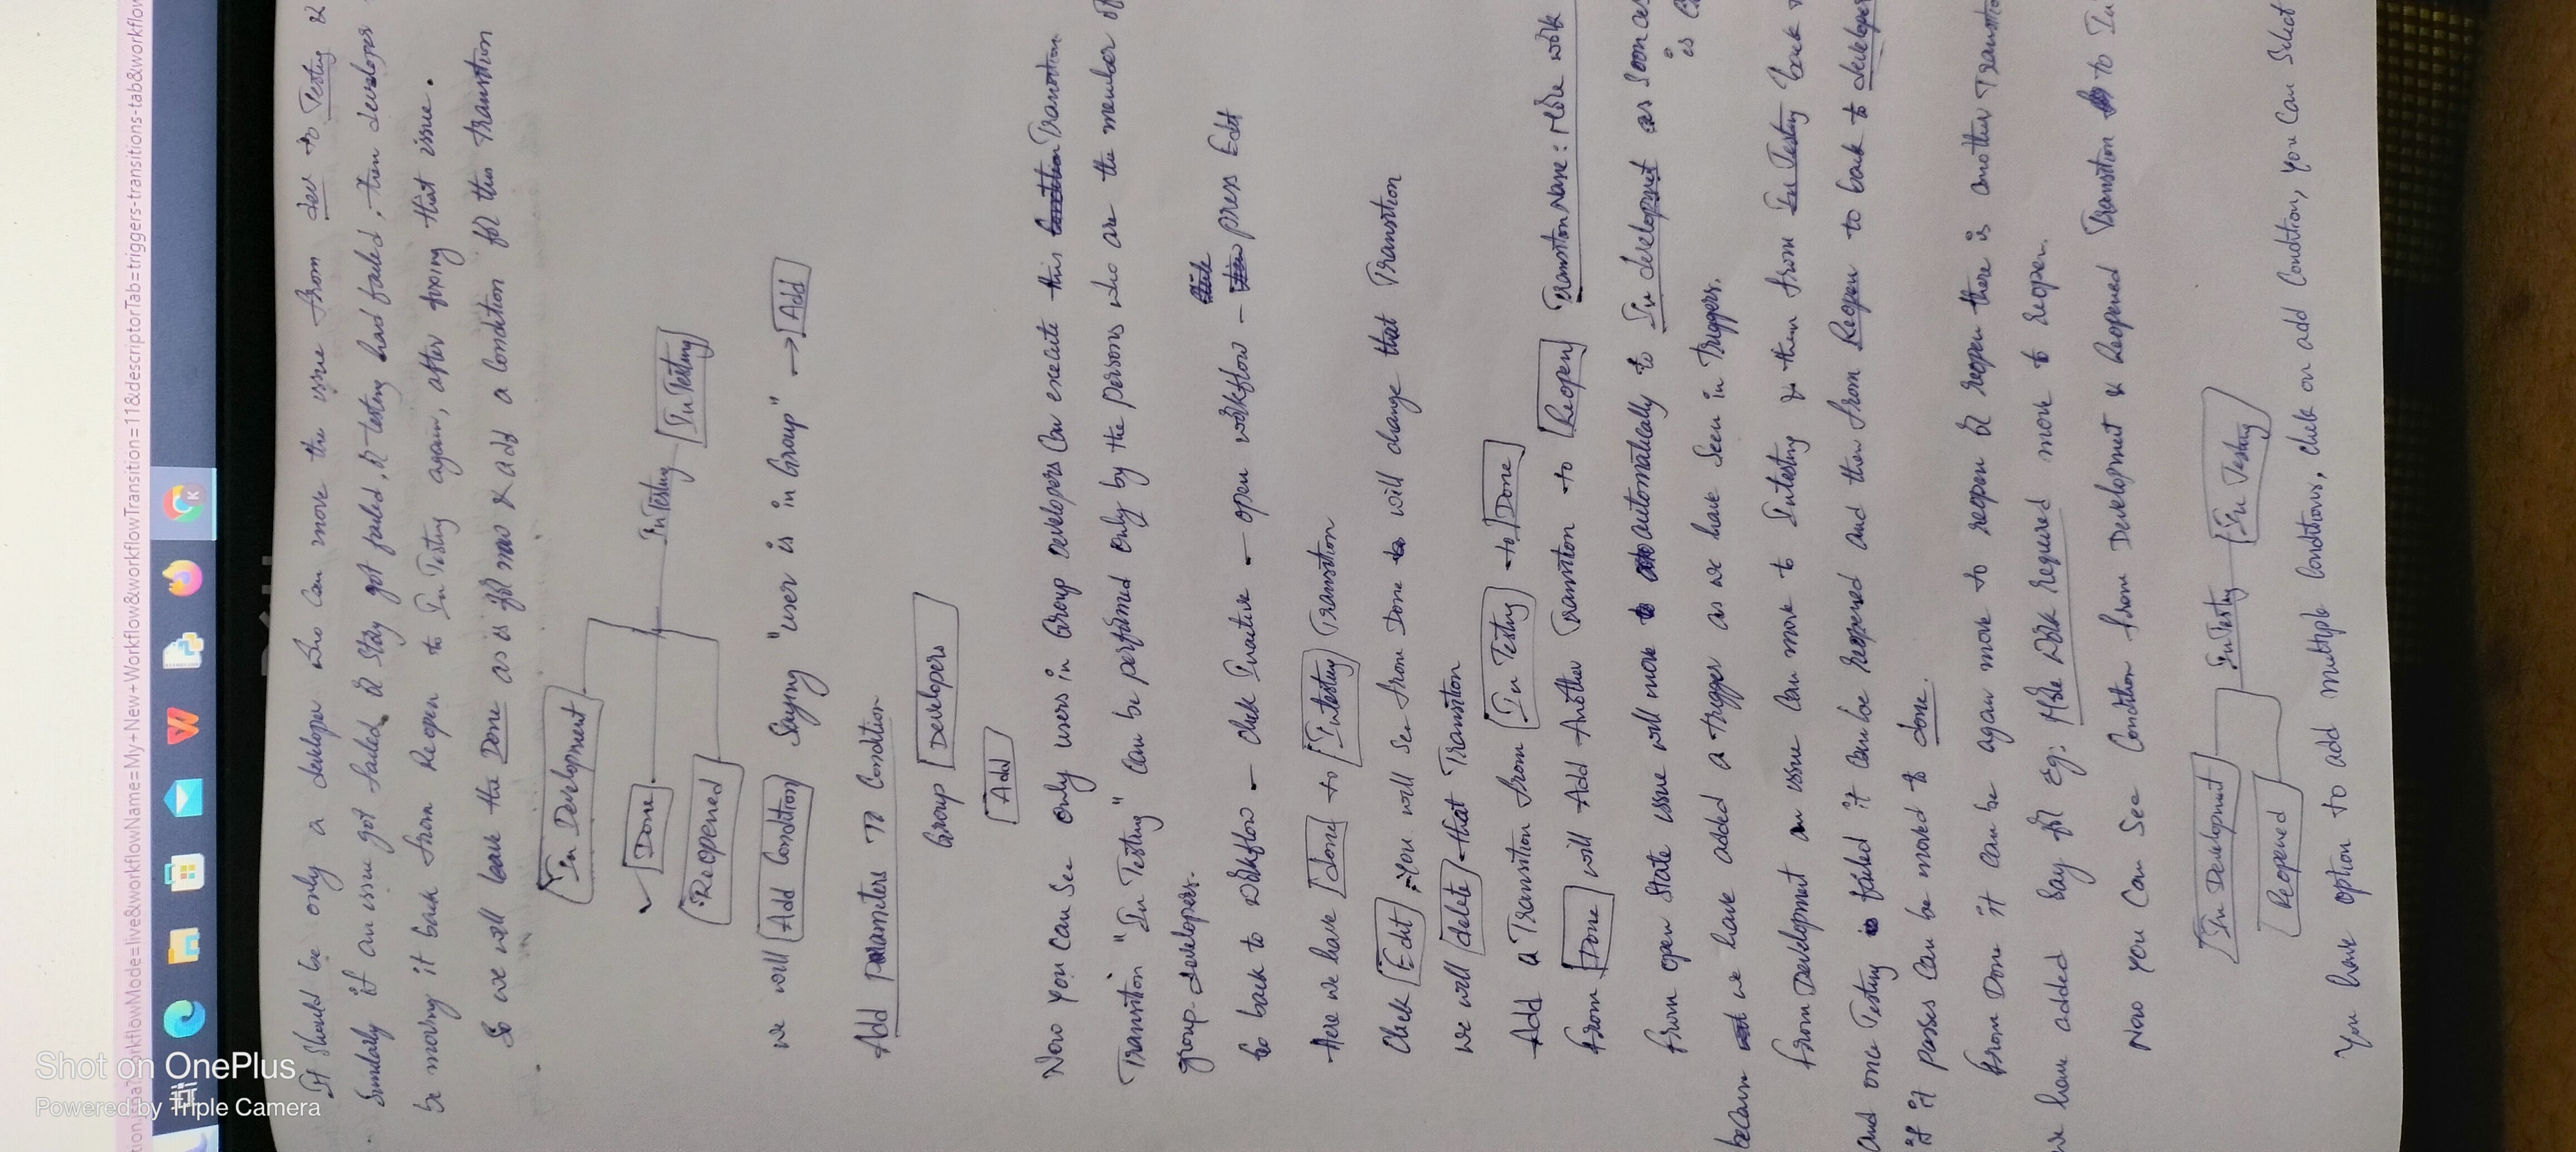 Shot on OnePlus
Powered by Triple Camera
workflowMode=live&workflowName=My+New+Workflow&workflowTransition=11&descriptorTab=triggers-transitions-tab&workflow
It should be only a developer who can move the issue from dev to Testing &
Similarly if an issue got failed or story got failed, or testing had failed, then developer
be moving it back from Reopen to In Testing again, after fixing that issue.
So we will leave the Done as is for now & add a Condition for this transition
In Development
Done
InTesting
In Testing
Reopened
we will Add Condition Saying "user is in Group" → Add
Add parameters To Condition
Group Developers
Add
Now you can see only users in Group Developers can execute this Condition Transition
Transition "In Testing" can be performed only by the persons who are the member of
group developers.
Go back to workflow - click Inactive - open workflow - press Edit
Here we have done to Intesting Transition
Click Edit, you will see from Done will change that Transition
we will delete that Transition
Add a Transition from In Testing to Done
From Done will Add Another Transition to Reopen Transition Name: More work
from open state issue will move automatically to In development as soon as
is
because we have added a trigger as we have seen in triggers.
from Development an issue can move to Intesting & then from In Testing back
and once Testing is failed it can be reopened and then from Reopen to back to developer
if it passes can be moved to done.
From Done it can be again move to reopen or reopen there is another Transitio
we have added Say for Eg: More Work required move to reopen.
Now you can see Condition from Development & Reopened Transition to In
In Development
InTesting
In Testing
Reopened
You have option to add multiple Conditions, click on add Condition, you can select